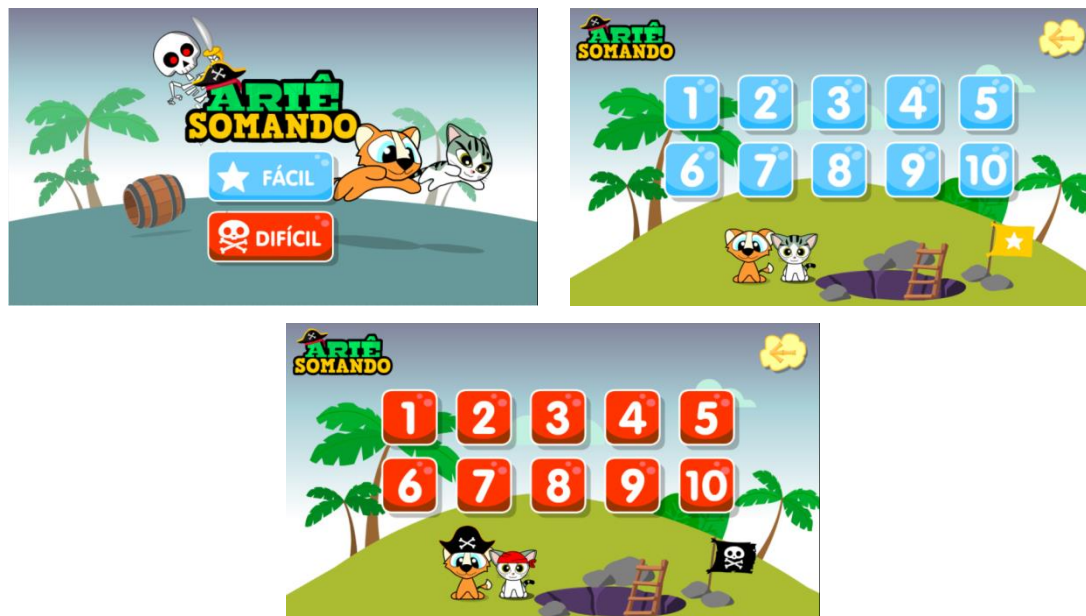 ARIÊ
SOMANDO
FÁCIL
DIFÍCIL
ARIÊ
SOMANDO
1 2 3 4 5
6 7 8 9 10
ARIÊ
SOMANDO
1 2 3 4 5
6 7 8 9 10